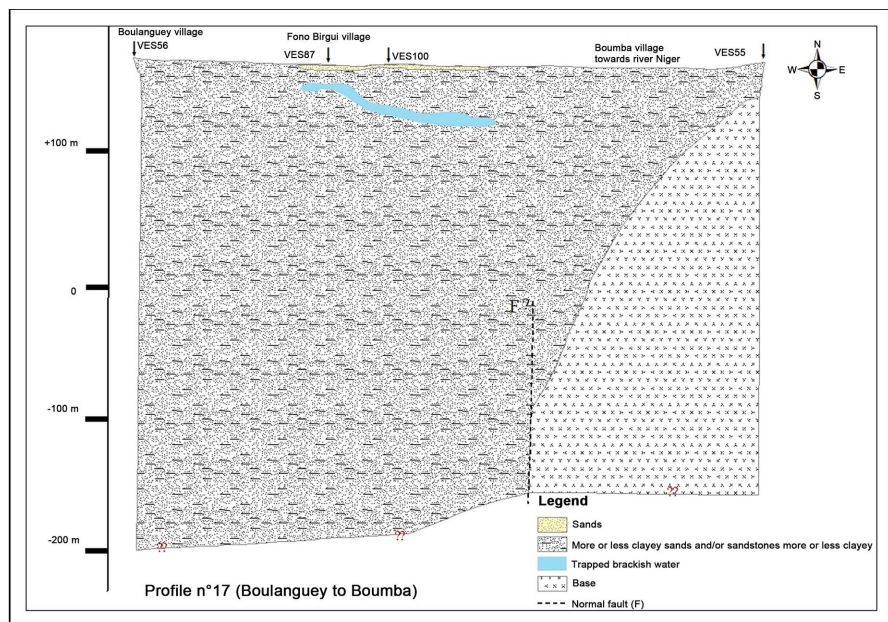 Boulanguey village
VES56
Fono Birgui village
VES87
VES100
Boumba village
towards river Niger
VES55
N
W
E
S
+100 m
0
-100 m
-200 m
F ?
??
??
??
Legend
Sands
More or less clayey sands and/or sandstones more or less clayey
Trapped brackish water
Base
Normal fault (F)
Profile n°17 (Boulanguey to Boumba)